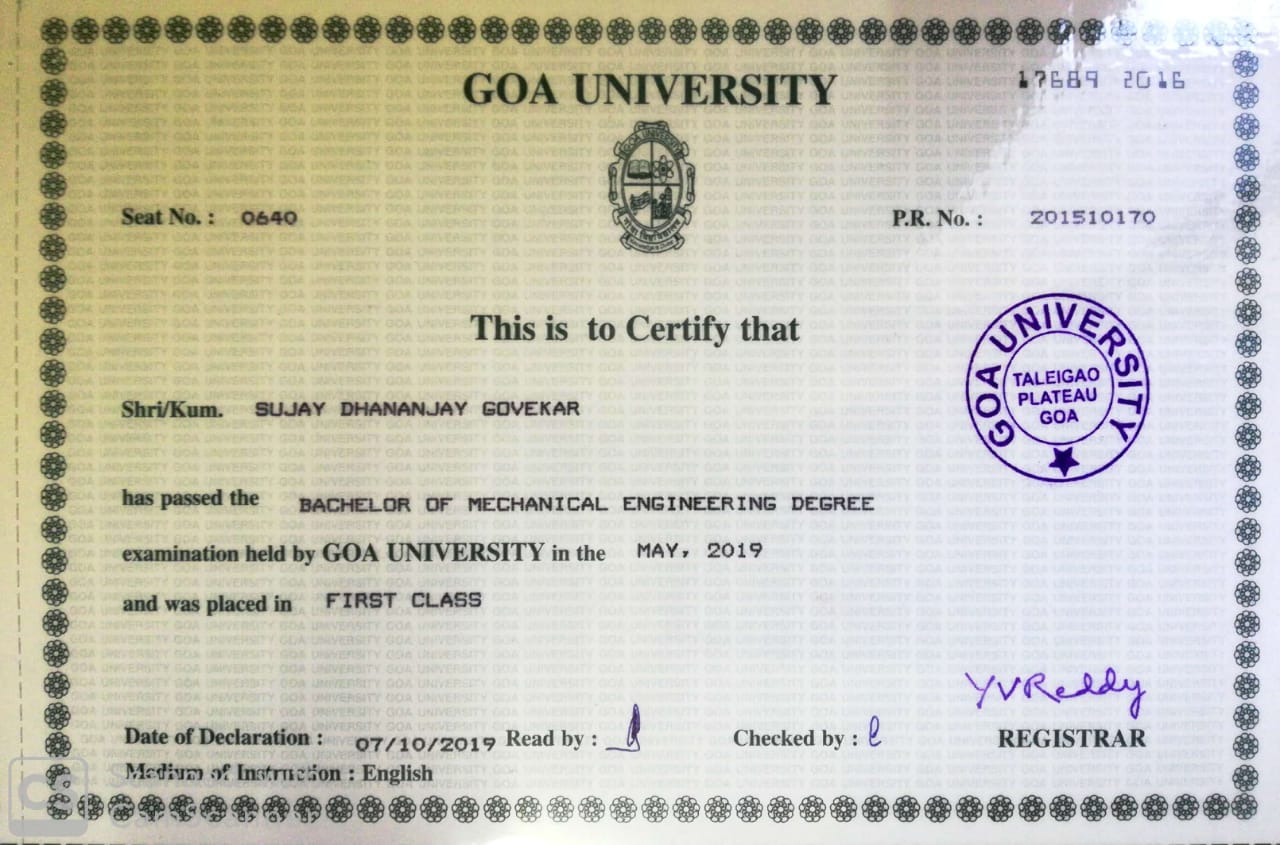 GOA UNIVERSITY
17689 2016
GOA UNIVERSITY
Seat No. : 0640
P.R. No. : 201510170
This is to Certify that
GOA UNIVERSITY
TALEIGAO
PLATEAU
GOA
Shri/Kum. SUJAY DHANANJAY GOVEKAR
has passed the BACHELOR OF MECHANICAL ENGINEERING DEGREE
examination held by GOA UNIVERSITY in the MAY, 2019
and was placed in FIRST CLASS
YVReddy
Date of Declaration : 07/10/2019 Read by : Checked by : REGISTRAR
Medium of Instruction : English
CS